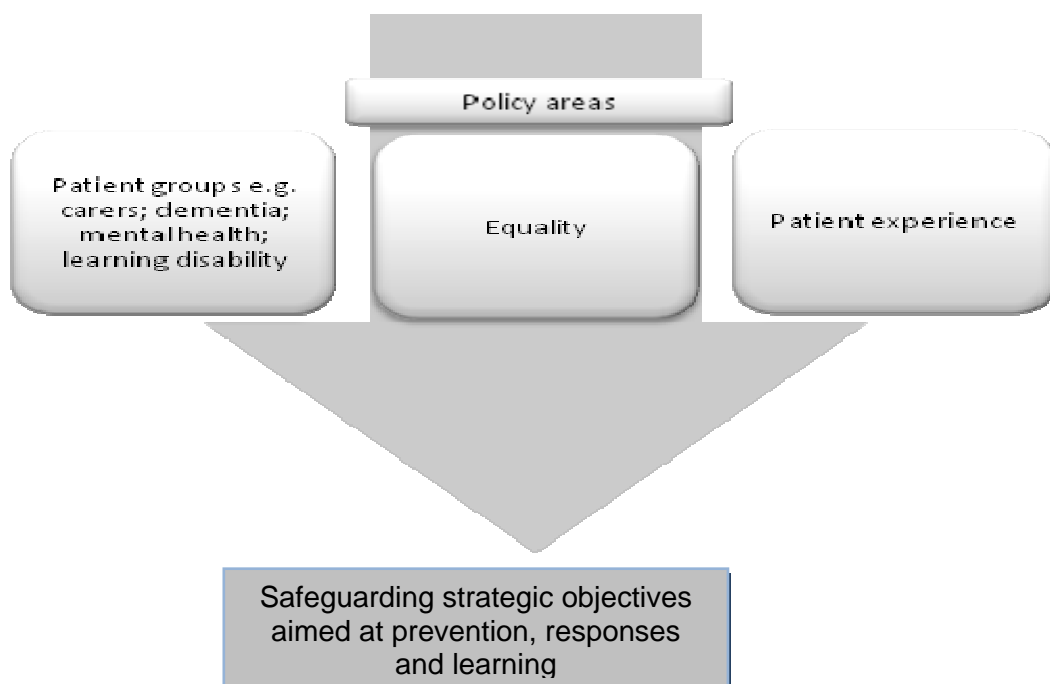 Policy areas
Patient groups e.g.
carers; dementia;
mental health;
learning disability
Equality
Patient experience
Safeguarding strategic objectives
aimed at prevention, responses
and learning